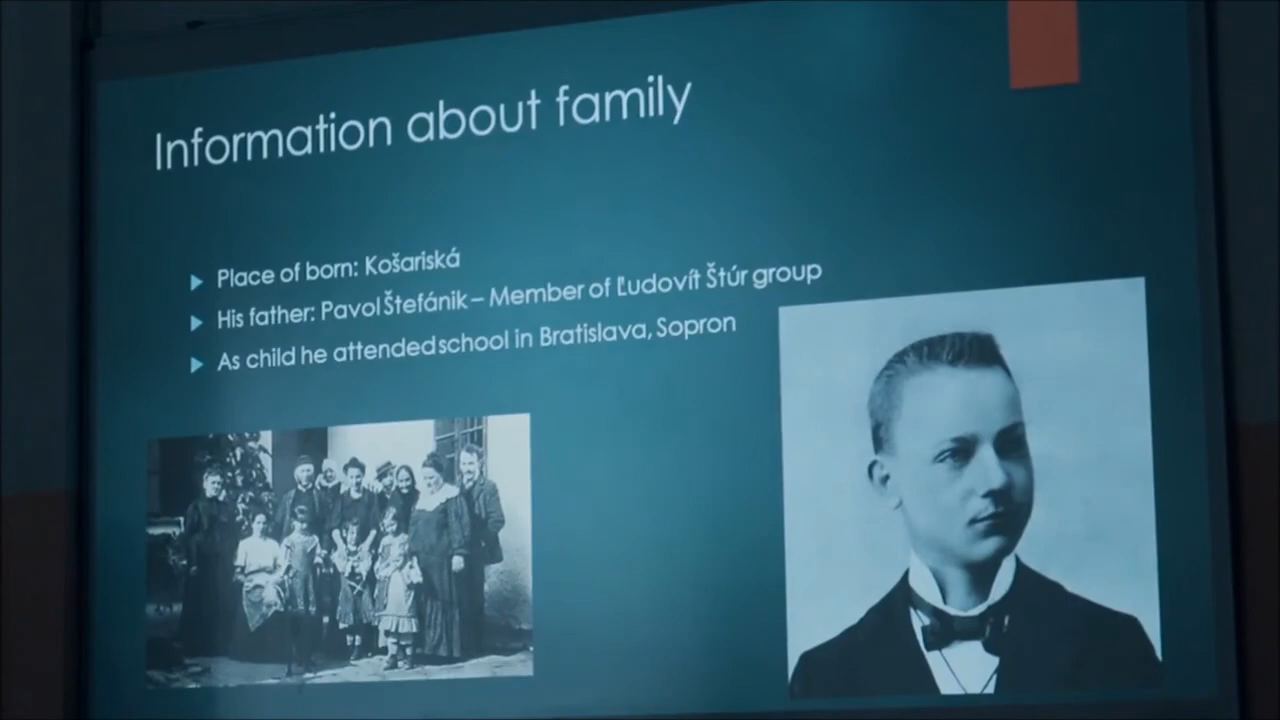 Information about family
Place of born: Košariská
His father: Pavol Štefánik – Member of Ľudovít Štúr group
As child he attended school in Bratislava, Sopron